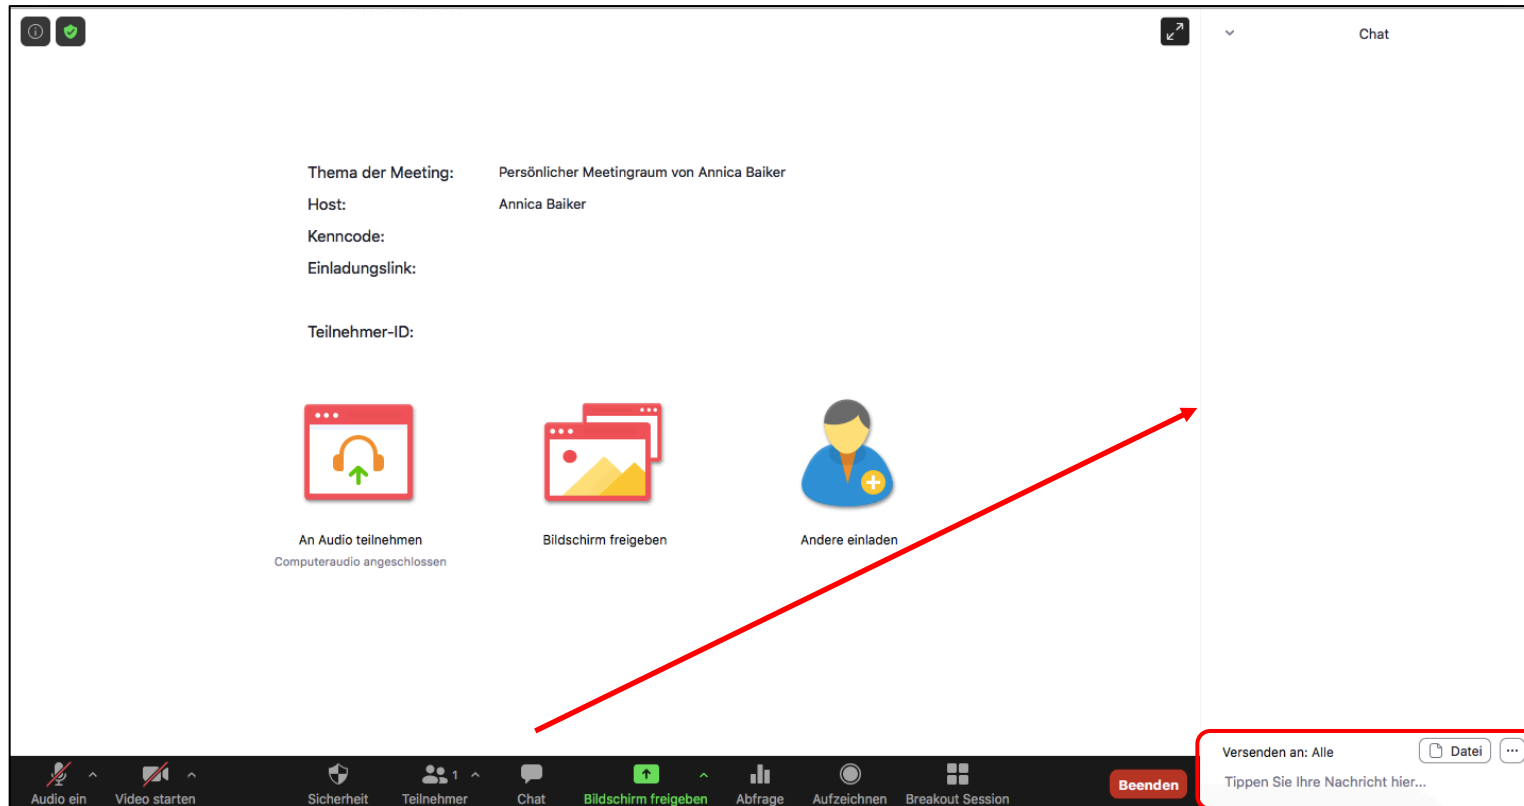 Chat
Thema der Meeting: Persönlicher Meetingraum von Annica Baiker
Host: Annica Baiker
Kenncode:
Einladungslink:
Teilnehmer-ID:
An Audio teilnehmen
Computeraudio angeschlossen
Bildschirm freigeben
Andere einladen
Versenden an: Alle
Datei
Tippen Sie Ihre Nachricht hier...
Audio ein
Video starten
Sicherheit
1
Teilnehmer
Chat
Bildschirm freigeben
Abfrage
Aufzeichnen
Breakout Session
Beenden